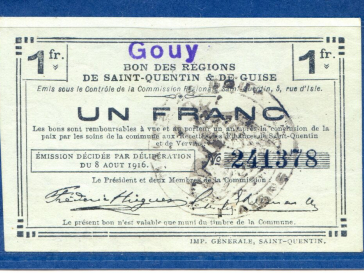 1 fr.
Gouy
1 fr.
BON DES RÉGIONS
DE SAINT-QUENTIN & DE GUISE
Emis sous le Contrôle de la Commission Régionale Saint-Quentin, 5, rue d'Isle.
UN FRANC
Les bons sont remboursables à vue et au porteur, un an après la conclusion de la
paix par les soins de la commune aux Recettes des Finances de Saint-Quentin
et de Vervins
ÉMISSION DÉCIDÉE PAR DÉLIBÉRATION
DU 8 AOUT 1916.
No 241378
Le Président et deux Membres de la Commission
Le présent bon n'est valable que muni du timbre de la Commune.
IMP. GÉNÉRALE, SAINT-QUENTIN.